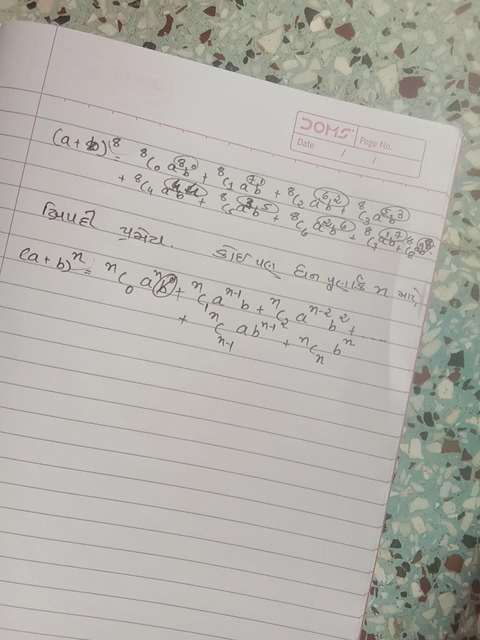 DOMS Page No.
Date / /
(a+b)⁸ = ⁸C₀ a⁸b⁰ + ⁸C₁ a⁷b¹ + ⁸C₂ a⁶b² + ⁸C₃ a⁵b³
+ ⁸C₄ a⁴b⁴ + ⁸C₅ a³b⁵ + ⁸C₆ a²b⁶ + ⁸C₇ a¹b⁷ + ⁸C₈ a⁰b⁸.
દ્વિપદી પ્રમેય. કોઈ પણ ધન પૂર્ણાંક n માટે,
(a+b)ⁿ = ⁿC₀ aⁿb⁰ + ⁿC₁ aⁿ⁻¹b + ⁿC₂ aⁿ⁻²b² + ----
+ ⁿCₙ₋₁ abⁿ⁻¹ + ⁿCₙ bⁿ